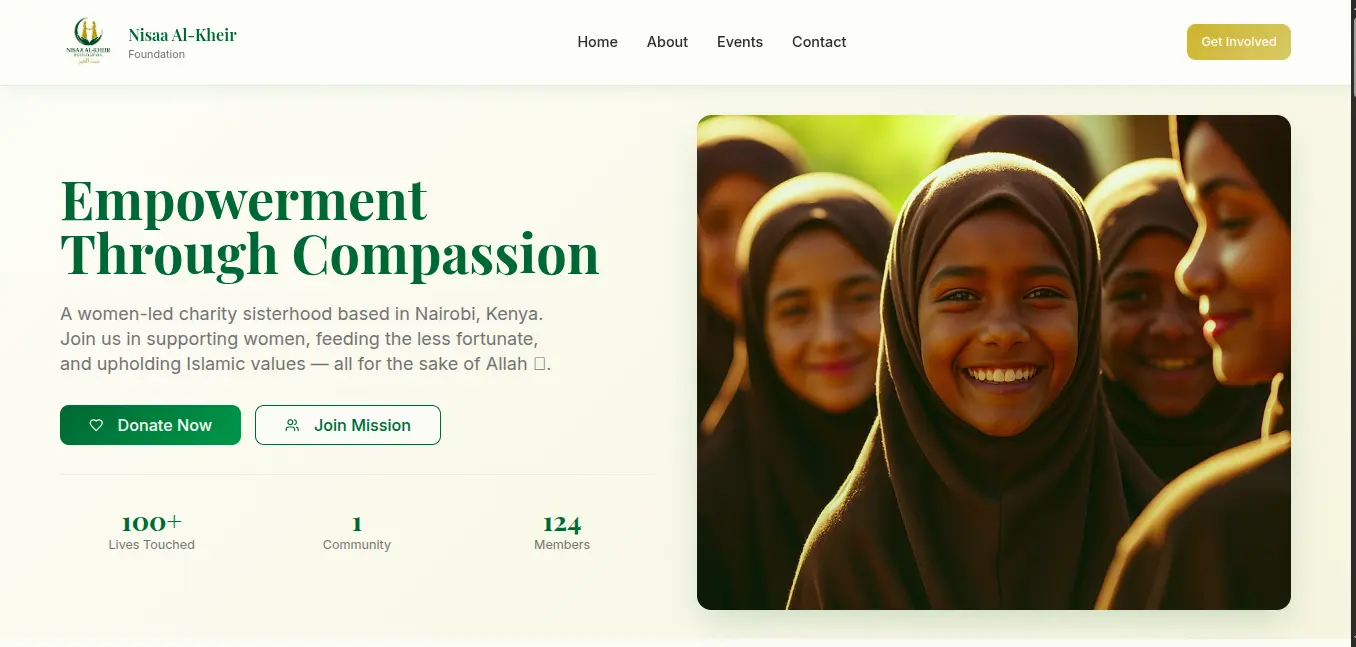 NISAA AL-KHEIR
Nisaa Al-Kheir
Foundation
Home
About
Events
Contact
Get Involved
Empowerment
Through Compassion
A women-led charity sisterhood based in Nairobi, Kenya.
Join us in supporting women, feeding the less fortunate,
and upholding Islamic values — all for the sake of Allah ▯.
Donate Now
Join Mission
100+
1
124
Lives Touched
Community
Members